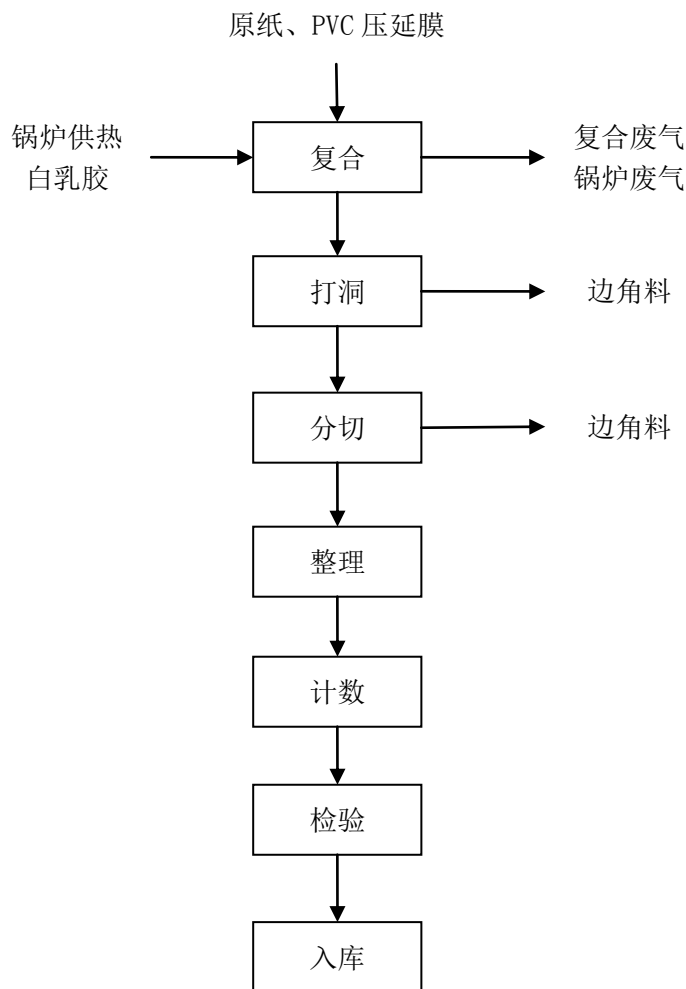 原纸、PVC 压延膜
锅炉供热
白乳胶
复合
复合废气
锅炉废气
打洞
边角料
分切
边角料
整理
计数
检验
入库